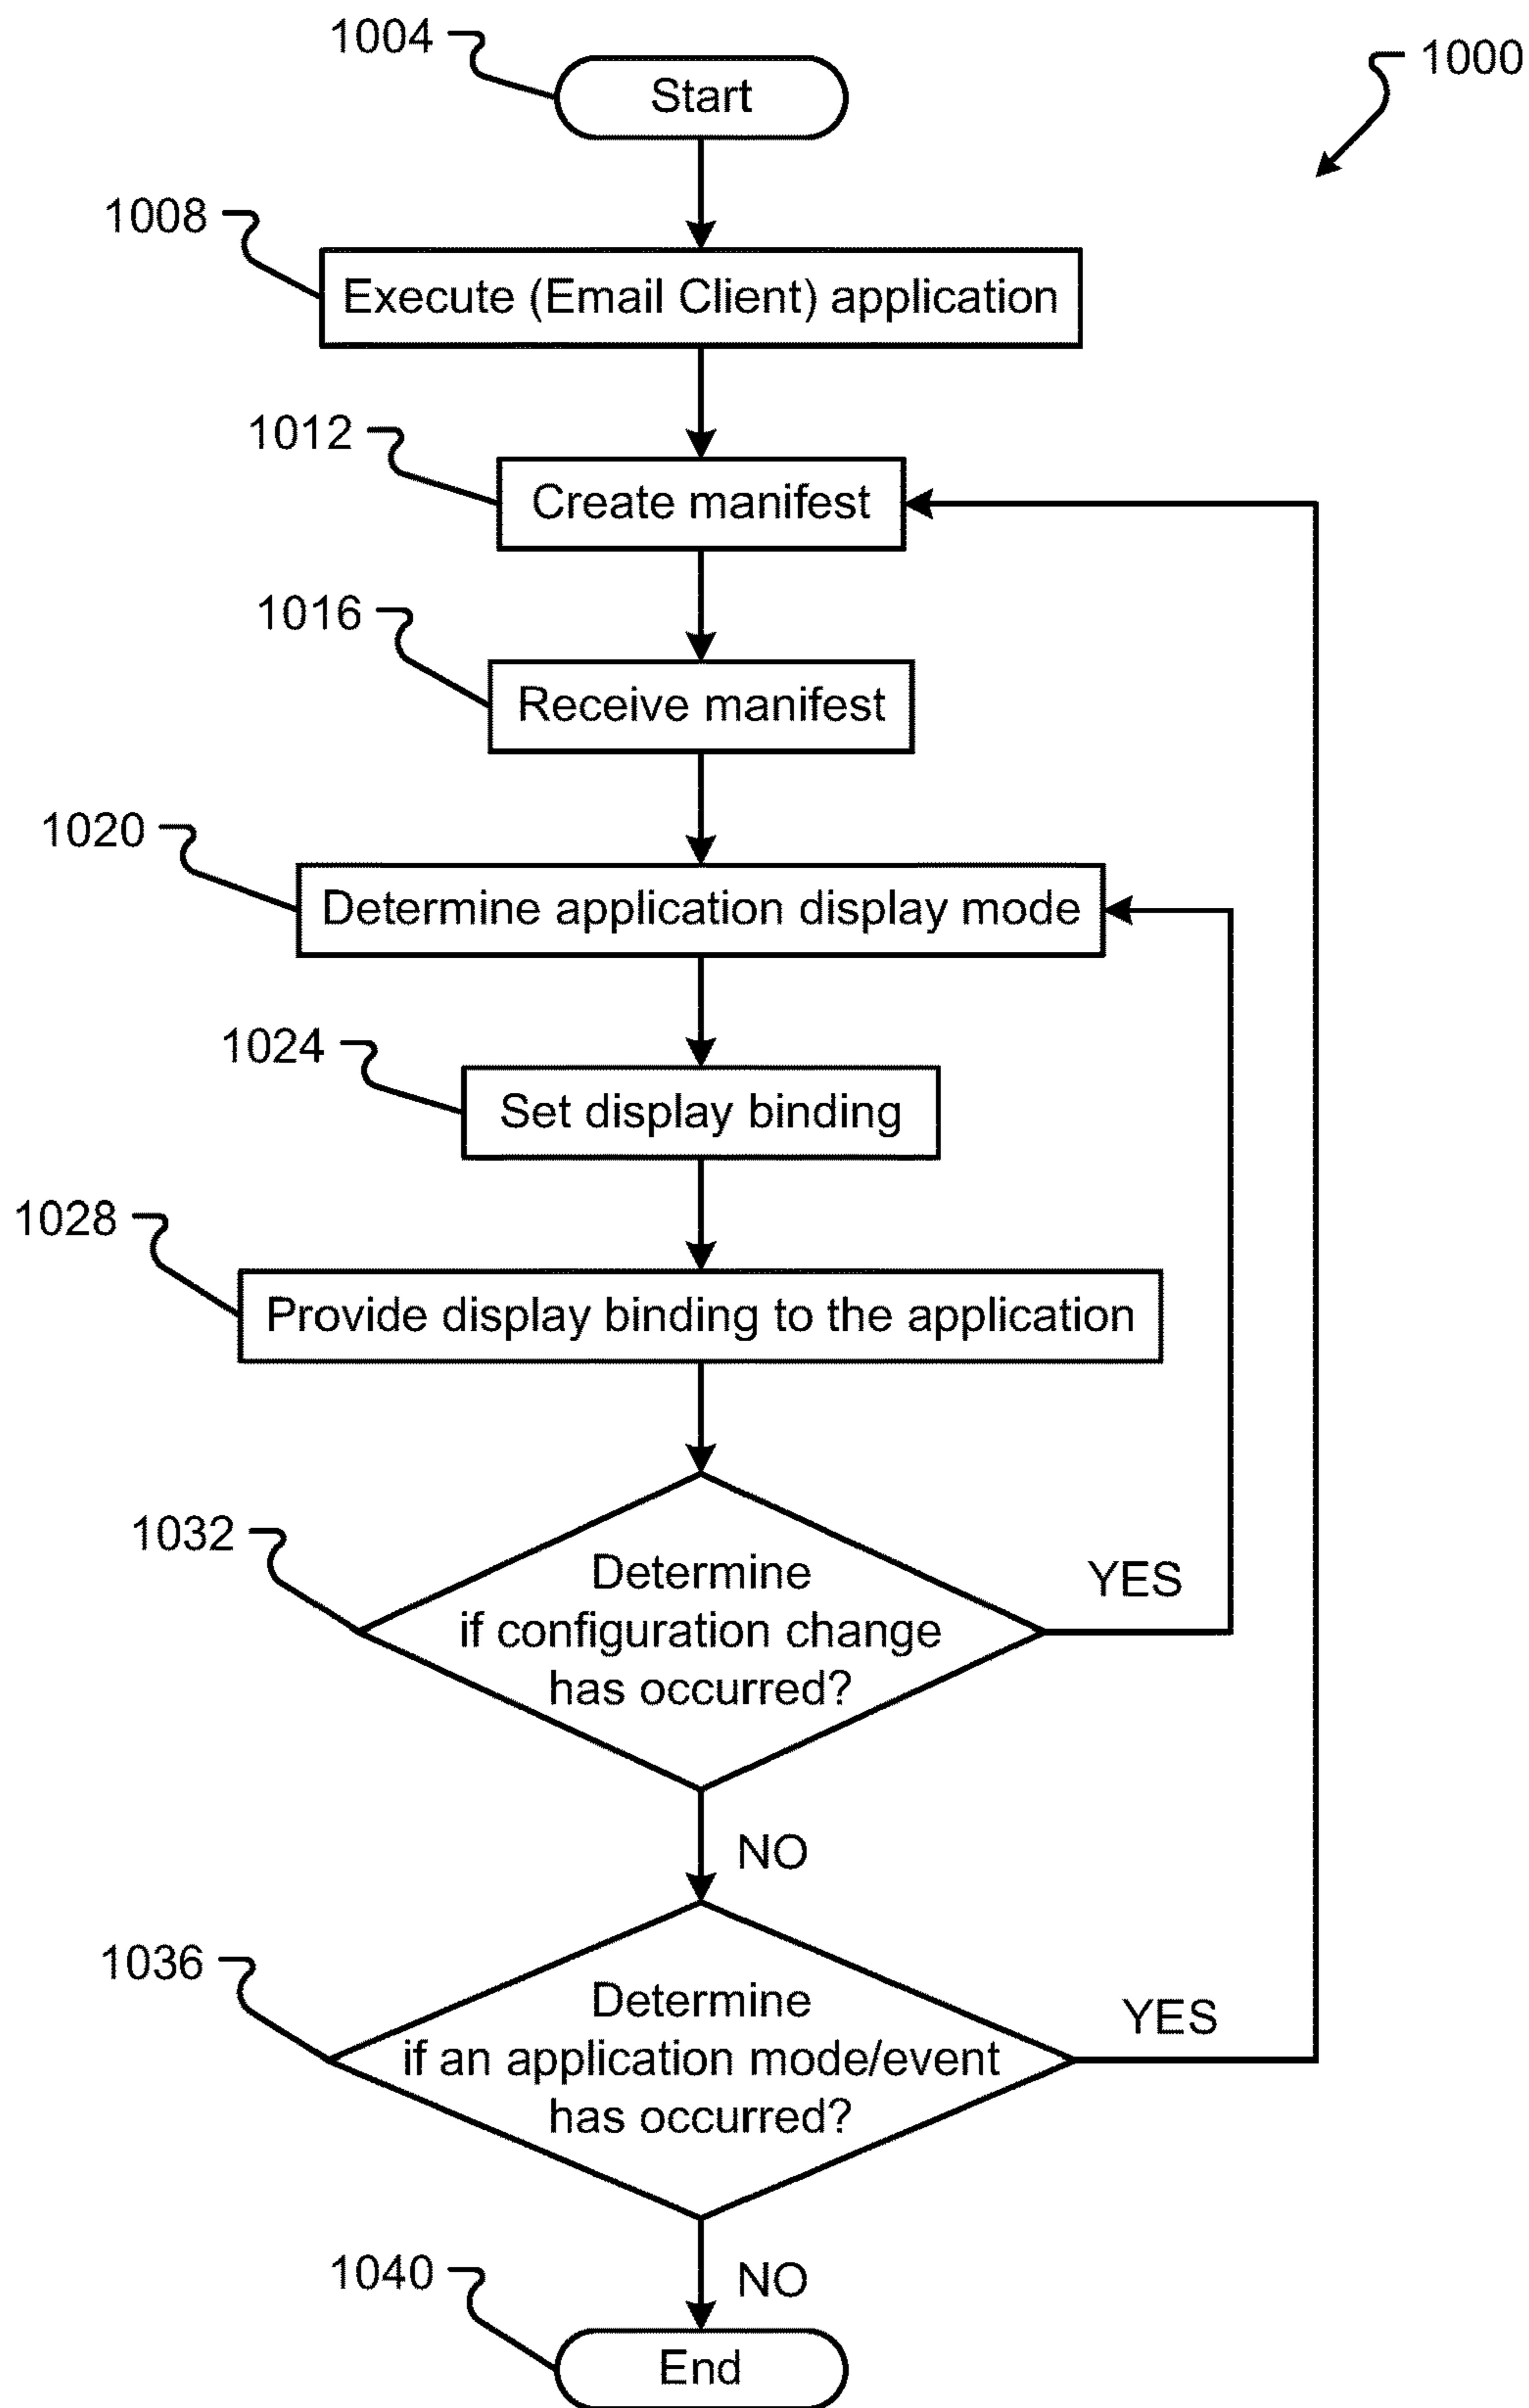 1004
Start
1000
1008
Execute (Email Client) application
1012
Create manifest
1016
Receive manifest
1020
Determine application display mode
1024
Set display binding
1028
Provide display binding to the application
1032
Determine
if configuration change
has occurred?
YES
NO
1036
Determine
if an application mode/event
has occurred?
YES
NO
1040
End